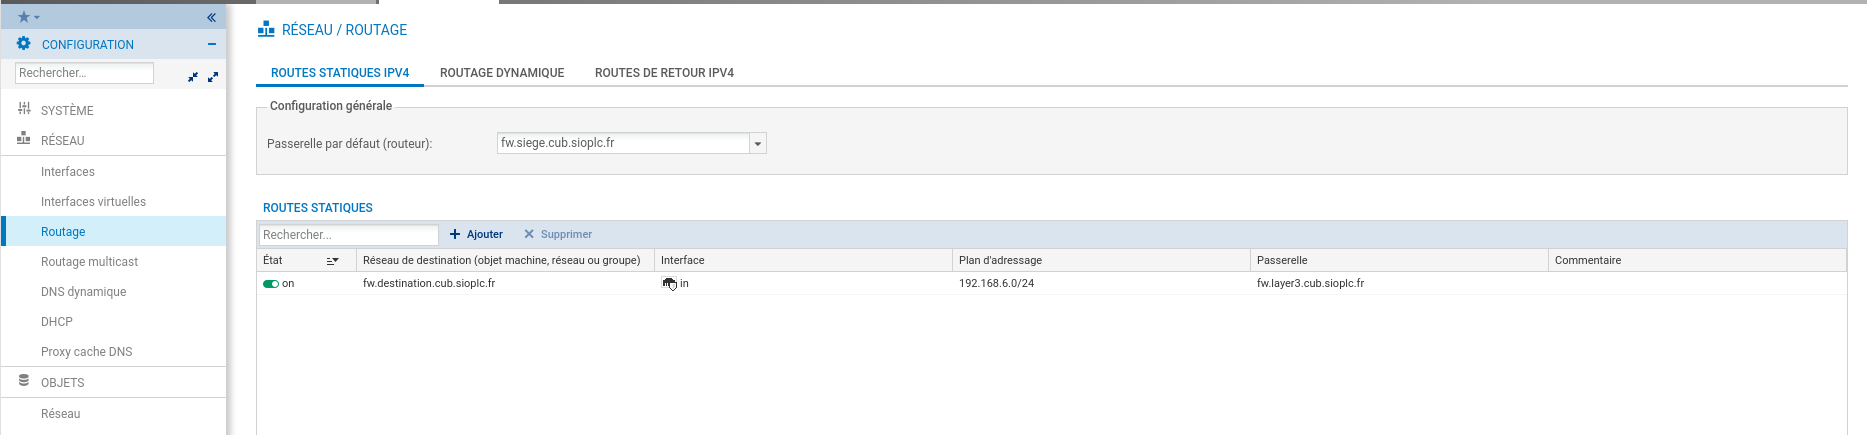 CONFIGURATION
Rechercher...
SYSTÈME
RÉSEAU
Interfaces
Interfaces virtuelles
Routage
Routage multicast
DNS dynamique
DHCP
Proxy cache DNS
OBJETS
Réseau
RÉSEAU / ROUTAGE
ROUTES STATIQUES IPV4 ROUTAGE DYNAMIQUE ROUTES DE RETOUR IPV4
Configuration générale
Passerelle par défaut (routeur): fw.siege.cub.sioplc.fr
ROUTES STATIQUES
Rechercher... Ajouter Supprimer
État Réseau de destination (objet machine, réseau ou groupe) Interface Plan d'adressage Passerelle Commentaire
on fw.destination.cub.sioplc.fr in 192.168.6.0/24 fw.layer3.cub.sioplc.fr